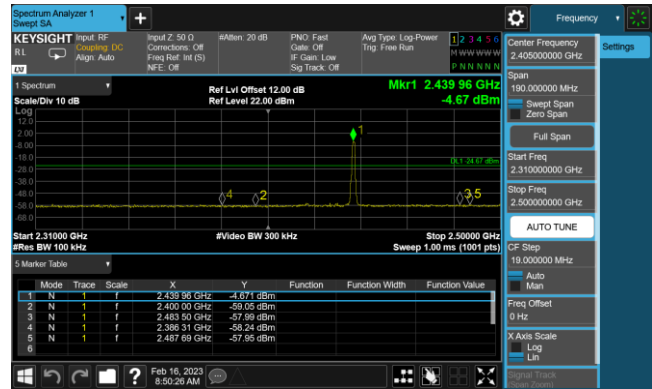 Spectrum Analyzer 1
Swept SA
+
Frequency
KEYSIGHT Input: RF Input Z: 50 Ω #Atten: 20 dB PNO: Fast Avg Type: Log-Power 1 2 3 4 5 6
RL Coupling: DC Corrections: Off Gate: Off Trig: Free Run M W W W W W
Align: Auto Freq Ref: Int (S) IF Gain: Low
LXI NFE: Off Sig Track: Off P N N N N N
1 Spectrum Ref Lvl Offset 12.00 dB Mkr1 2.439 96 GHz
Scale/Div 10 dB Ref Level 22.00 dBm -4.67 dBm
Log
12.0
2.00
1
-8.00
-18.0
DL1 -24.67 dBm
-28.0
-38.0
-48.0
4 2 3 5
-58.0
-68.0
Start 2.31000 GHz #Video BW 300 kHz Stop 2.50000 GHz
#Res BW 100 kHz Sweep 1.00 ms (1001 pts)
5 Marker Table
Mode Trace Scale X Y Function Function Width Function Value
1 N 1 f 2.439 96 GHz -4.671 dBm
2 N 1 f 2.400 00 GHz -59.05 dBm
3 N 1 f 2.483 50 GHz -57.99 dBm
4 N 1 f 2.386 31 GHz -58.24 dBm
5 N 1 f 2.487 69 GHz -57.95 dBm
6
Feb 16, 2023
8:50:26 AM
?
Center Frequency
2.405000000 GHz
Settings
Span
190.000000 MHz
Swept Span
Zero Span
Full Span
Start Freq
2.310000000 GHz
Stop Freq
2.500000000 GHz
AUTO TUNE
CF Step
19.000000 MHz
Auto
Man
Freq Offset
0 Hz
X Axis Scale
Log
Lin
Signal Track
(Span Zoom)